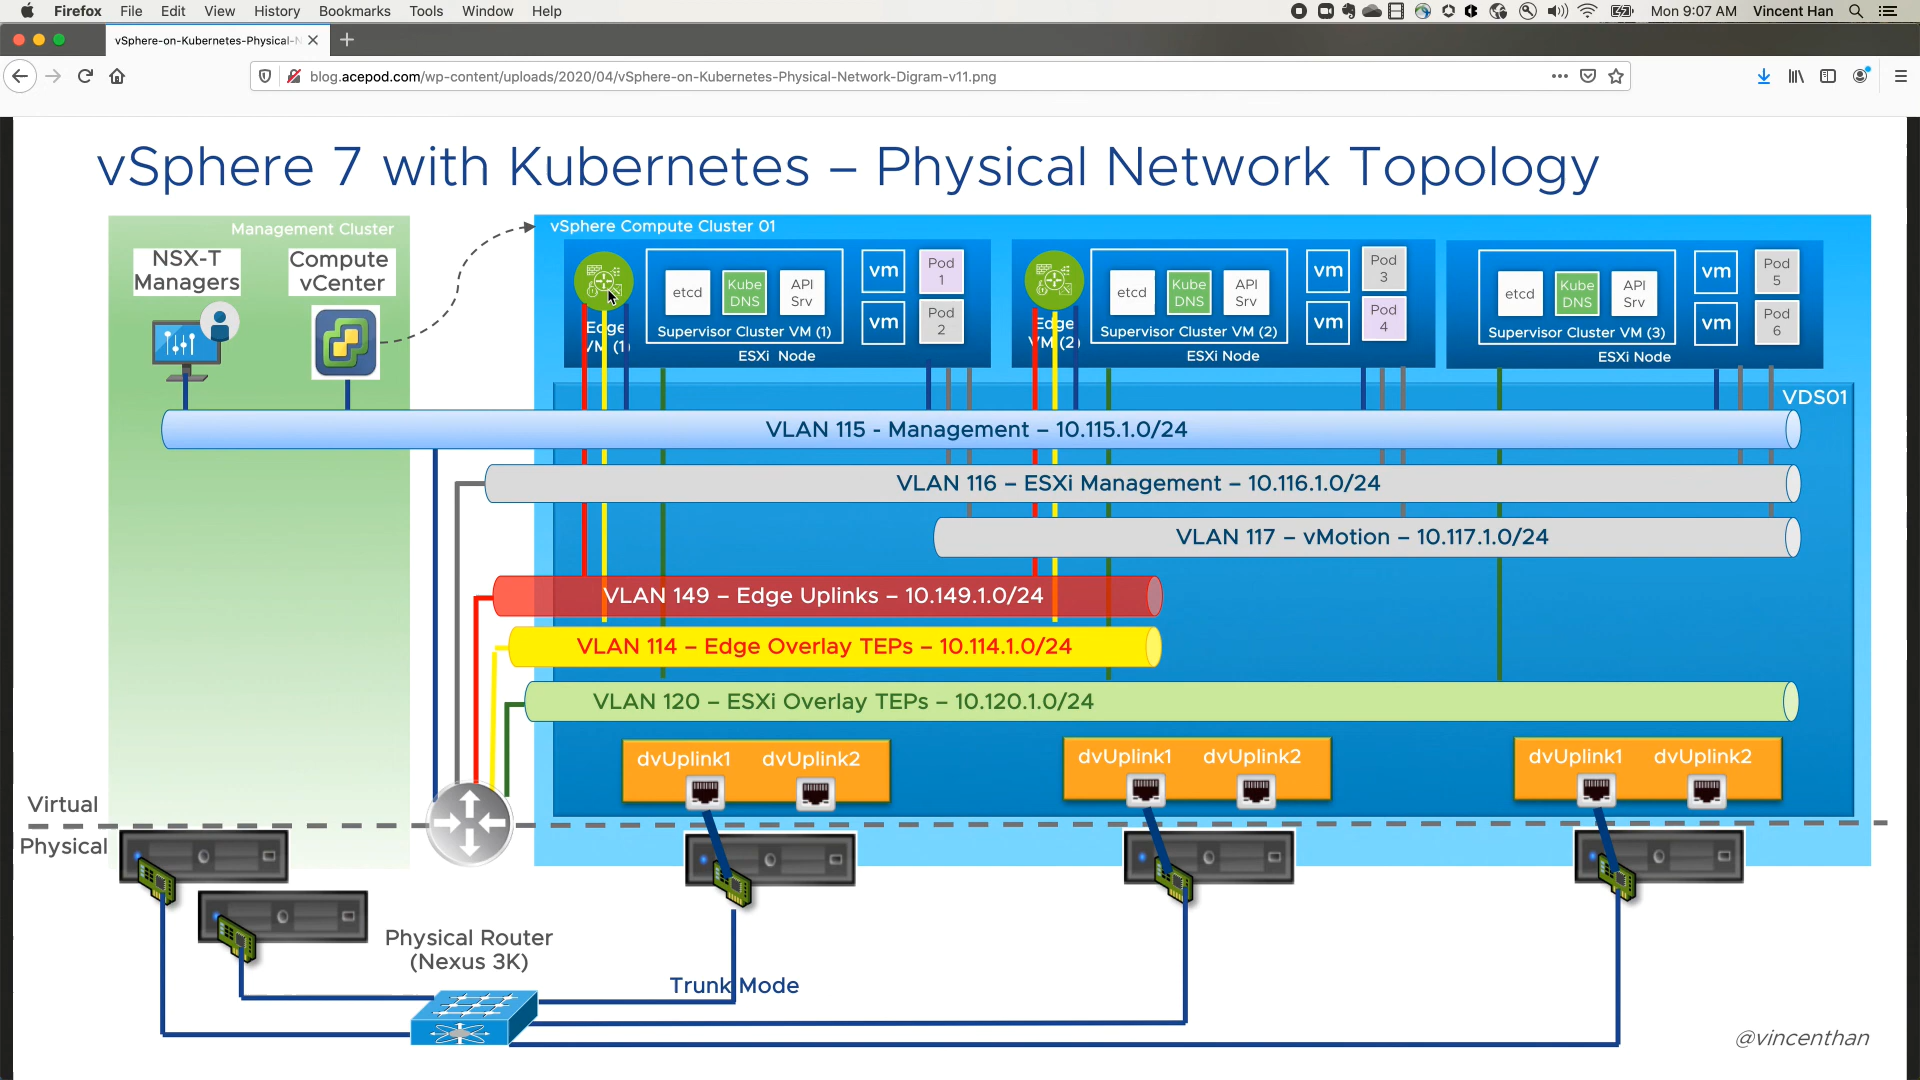 Firefox File Edit View History Bookmarks Tools Window Help
Mon 9:07 AM Vincent Han
vSphere-on-Kubernetes-Physical-N
blog.acepod.com/wp-content/uploads/2020/04/vSphere-on-Kubernetes-Physical-Network-Digram-v11.png
vSphere 7 with Kubernetes – Physical Network Topology
Management Cluster
NSX-T
Managers
Compute
vCenter
vSphere Compute Cluster 01
Edge
VM (1)
etcd
Kube
DNS
API
Srv
Supervisor Cluster VM (1)
ESXi Node
vm
vm
Pod
1
Pod
2
Edge
VM (2)
etcd
Kube
DNS
API
Srv
Supervisor Cluster VM (2)
ESXi Node
vm
vm
Pod
3
Pod
4
etcd
Kube
DNS
API
Srv
Supervisor Cluster VM (3)
ESXi Node
vm
vm
Pod
5
Pod
6
VDS01
VLAN 115 - Management – 10.115.1.0/24
VLAN 116 – ESXi Management – 10.116.1.0/24
VLAN 117 – vMotion – 10.117.1.0/24
VLAN 149 – Edge Uplinks – 10.149.1.0/24
VLAN 114 – Edge Overlay TEPs – 10.114.1.0/24
VLAN 120 – ESXi Overlay TEPs – 10.120.1.0/24
dvUplink1 dvUplink2
dvUplink1 dvUplink2
dvUplink1 dvUplink2
Virtual
Physical
Physical Router
(Nexus 3K)
Trunk Mode
@vincenthan